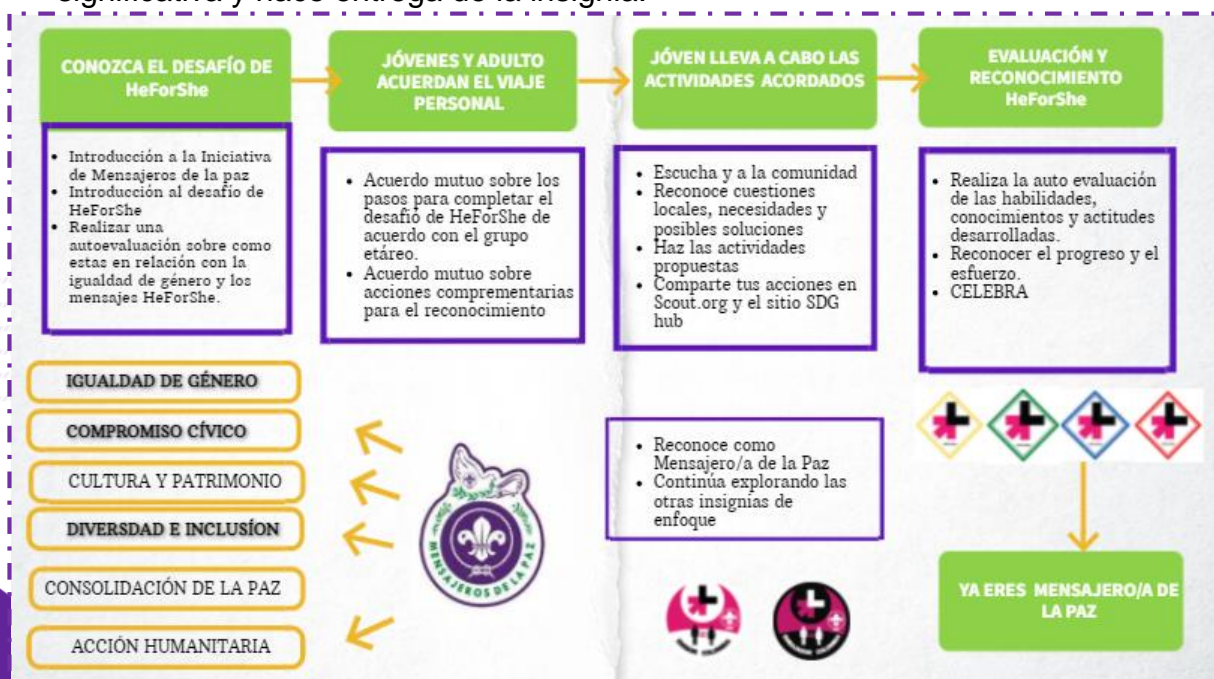 significativa y hace entrega de la insignia.
CONOZCA EL DESAFÍO DE
HeForShe
JÓVENES Y ADULTO
ACUERDAN EL VIAJE
PERSONAL
JÓVEN LLEVA A CABO LAS
ACTIVIDADES ACORDADOS
EVALUACIÓN Y
RECONOCIMIENTO
HeForShe
• Introducción a la Iniciativa
de Mensajeros de la paz
• Introducción al desafío de
HeForShe
• Realizar una
autoevaluación sobre como
estas en relación con la
igualdad de género y los
mensajes HeForShe.
• Acuerdo mutuo sobre los
pasos para completar el
desafío de HeForShe de
acuerdo con el grupo
etáreo.
• Acuerdo mutuo sobre
acciones comprementarias
para el reconocimiento
• Escucha y a la comunidad
• Reconoce cuestiones
locales, necesidades y
posibles soluciones
• Haz las actividades
propuestas
• Comparte tus acciones en
Scout.org y el sitio SDG
hub
• Realiza la auto evaluación
de las habilidades,
conocimientos y actitudes
desarrolladas.
• Reconocer el progreso y el
esfuerzo.
• CELEBRA
IGUALDAD DE GÉNERO
COMPROMISO CÍVICO
CULTURA Y PATRIMONIO
DIVERSDAD E INCLUSÍON
CONSOLIDACIÓN DE LA PAZ
ACCIÓN HUMANITARIA
MENSAJEROS DE LA PAZ
• Reconoce como
Mensajero/a de la Paz
• Continúa explorando las
otras insignias de
enfoque
YA ERES MENSAJERO/A DE
LA PAZ